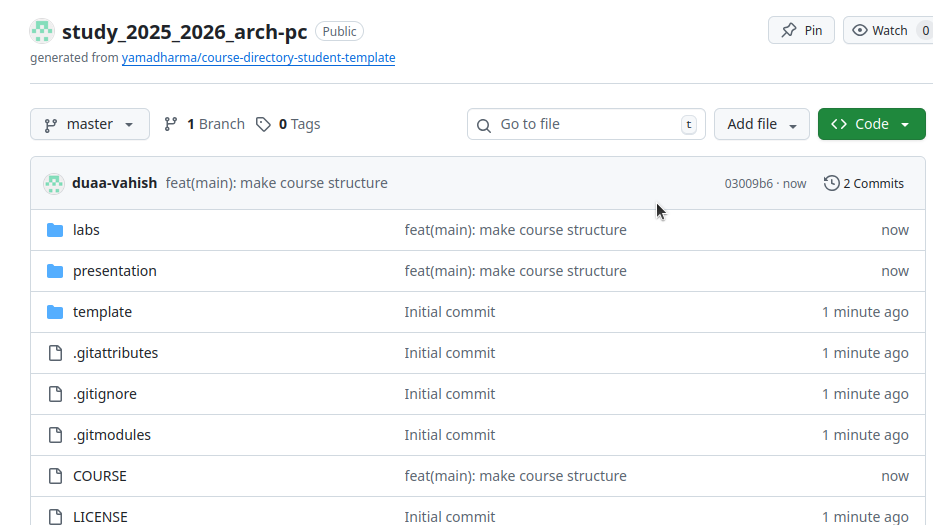 study_2025_2026_arch-pc Public Pin Watch 0
generated from yamadharma/course-directory-student-template
master 1 Branch 0 Tags Go to file t Add file Code
duaa-vahish feat(main): make course structure 03009b6 · now 2 Commits
labs feat(main): make course structure now
presentation feat(main): make course structure now
template Initial commit 1 minute ago
.gitattributes Initial commit 1 minute ago
.gitignore Initial commit 1 minute ago
.gitmodules Initial commit 1 minute ago
COURSE feat(main): make course structure now
LICENSE Initial commit 1 minute ago